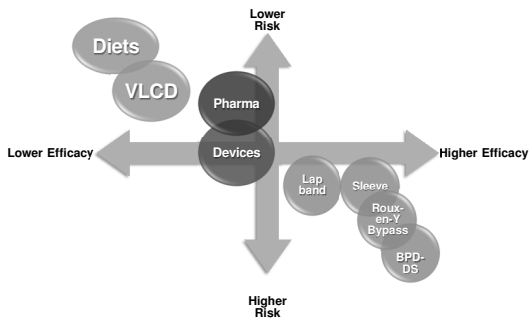 Lower
Risk
Diets
VLCD
Pharma
Lower Efficacy
Devices
Higher Efficacy
Lap
band
Sleeve
Roux-
en-Y
Bypass
BPD-
DS
Higher
Risk